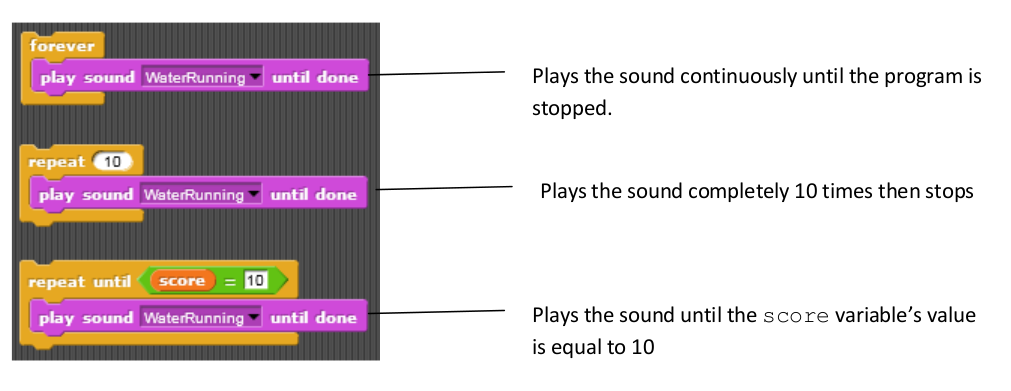 forever
play sound WaterRunning until done
Plays the sound continuously until the program is
stopped.
repeat 10
play sound WaterRunning until done
Plays the sound completely 10 times then stops
repeat until score = 10
play sound WaterRunning until done
Plays the sound until the score variable’s value
is equal to 10